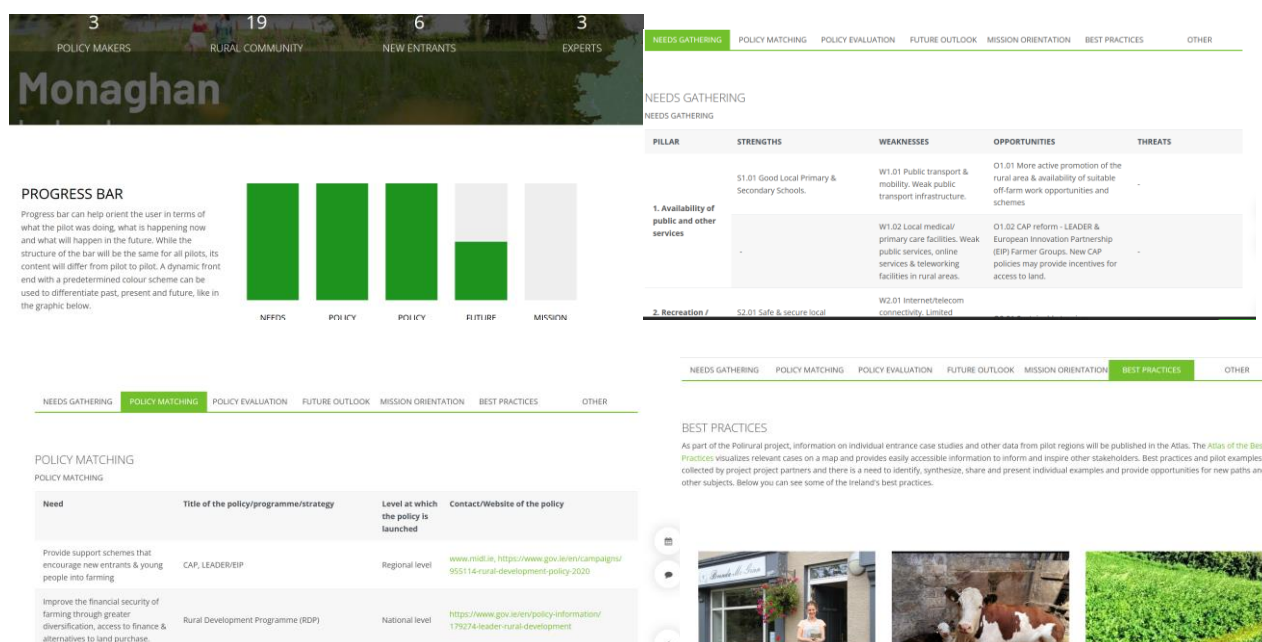 3 19 6 3
POLICY MAKERS RURAL COMMUNITY NEW ENTRANTS EXPERTS
Monaghan
PROGRESS BAR
Progress bar can help orient the user in terms of
what the pilot was doing, what is happening now
and what will happen in the future. While the
structure of the bar will be the same for all pilots, its
content will differ from pilot to pilot. A dynamic front
end with a predetermined colour scheme can be
used to differentiate past, present and future, like in
the graphic below.
NEEDS POLICY POLICY FUTURE MISSION
NEEDS GATHERING POLICY MATCHING POLICY EVALUATION FUTURE OUTLOOK MISSION ORIENTATION BEST PRACTICES OTHER
NEEDS GATHERING
NEEDS GATHERING
PILLAR STRENGTHS WEAKNESSES OPPORTUNITIES THREATS
1. Availability of
public and other
services
S1.01 Good Local Primary &
Secondary Schools.
W1.01 Public transport &
mobility. Weak public
transport infrastructure.
O1.01 More active promotion of the
rural area & availability of suitable
off-farm work opportunities and
schemes
-
-
W1.02 Local medical/
primary care facilities. Weak
public services, online
services & teleworking
facilities in rural areas.
O1.02 CAP reform - LEADER &
European Innovation Partnership
(EIP) Farmer Groups. New CAP
policies may provide incentives for
access to land.
-
2. Recreation /
S2.01 Safe & secure local
W2.01 Internet/telecom
connectivity. Limited
NEEDS GATHERING POLICY MATCHING POLICY EVALUATION FUTURE OUTLOOK MISSION ORIENTATION BEST PRACTICES OTHER
POLICY MATCHING
POLICY MATCHING
Need Title of the policy/programme/strategy Level at which
the policy is
launched
Contact/Website of the policy
Provide support schemes that
encourage new entrants & young
people into farming
CAP, LEADER/EIP
Regional level
www.midl.ie, https://www.gov.ie/en/campaigns/
955114-rural-development-policy-2020
Improve the financial security of
farming through greater
diversification, access to finance &
alternatives to land purchase.
Rural Development Programme (RDP)
National level
https://www.gov.ie/en/policy-information/
179274-leader-rural-development
NEEDS GATHERING POLICY MATCHING POLICY EVALUATION FUTURE OUTLOOK MISSION ORIENTATION BEST PRACTICES OTHER
BEST PRACTICES
As part of the Polirural project, information on individual entrance case studies and other data from pilot regions will be published in the Atlas. The Atlas of the Bes
Practices visualizes relevant cases on a map and provides easily accessible information to inform and inspire other stakeholders. Best practices and pilot examples
collected by project project partners and there is a need to identify, synthesize, share and present individual examples and provide opportunities for new paths an
other subjects. Below you can see some of the Ireland's best practices.